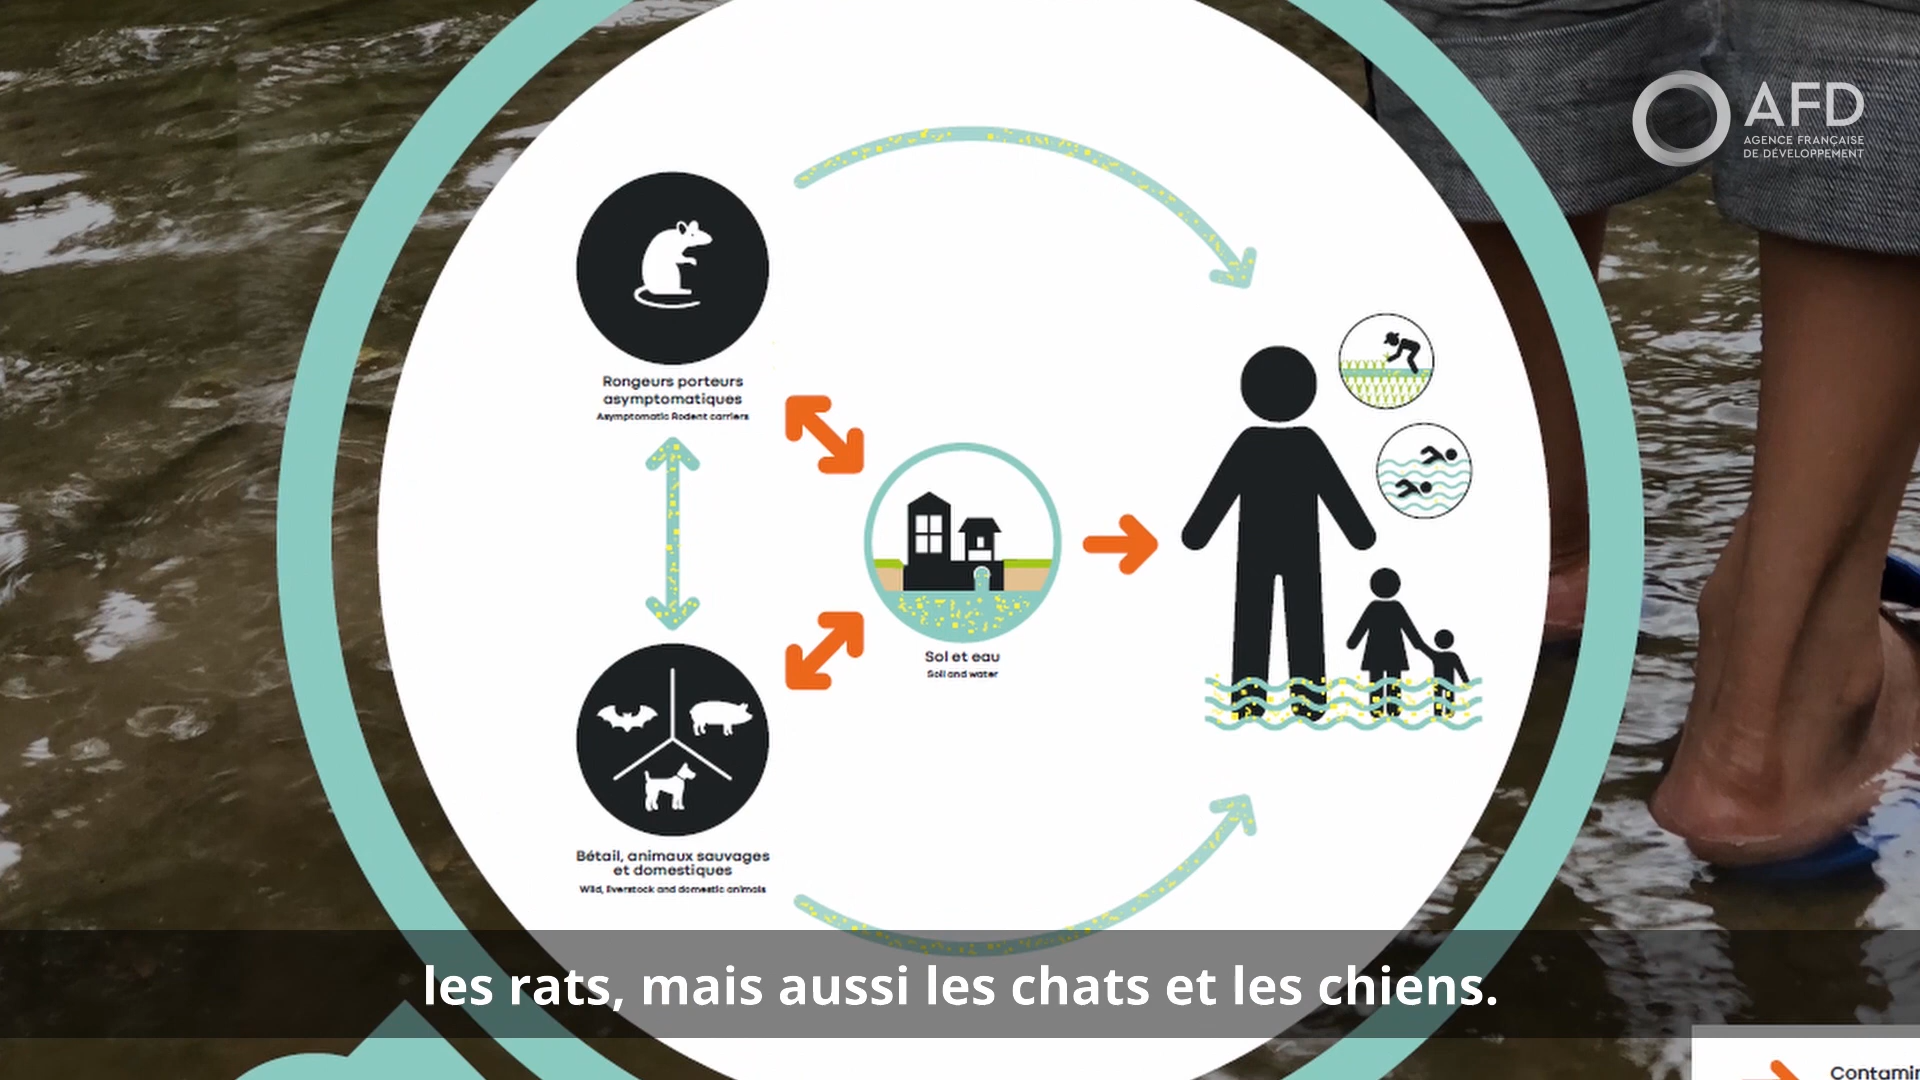 AFD
AGENCE FRANÇAISE
DE DÉVELOPPEMENT
Rongeurs porteurs
asymptomatiques
Asymptomatic Rodent carriers
Sol et eau
Soil and water
Bétail, animaux sauvages
et domestiques
Wild, liverstock and domestic animals
les rats, mais aussi les chats et les chiens.